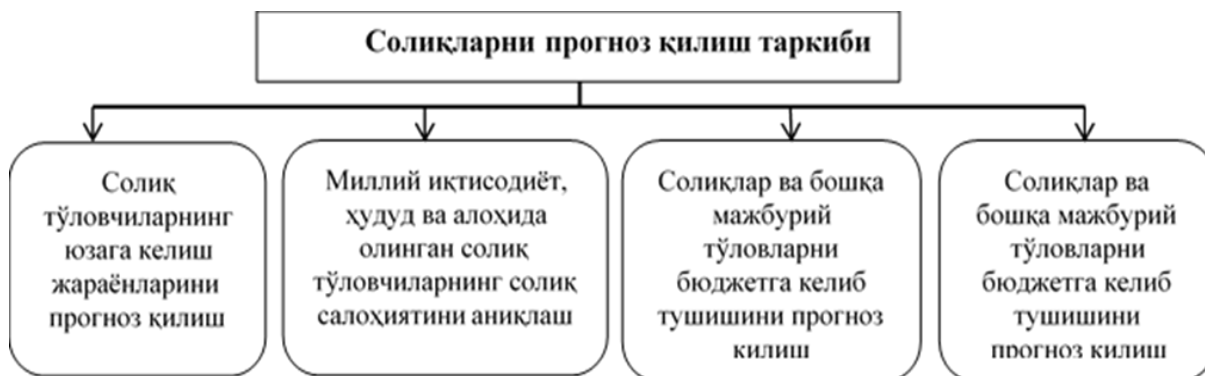 Солиқларни прогноз қилиш таркиби
Солиқ
тўловчиларнинг
юзага келиш
жараёнларини
прогноз қилиш
Миллий иқтисодиёт,
ҳудуд ва алоҳида
олинган солиқ
тўловчиларнинг солиқ
салоҳиятини аниқлаш
Солиқлар ва бошқа
мажбурий
тўловларни
бюджетга келиб
тушишини прогноз
қилиш
Солиқлар ва
бошқа мажбурий
тўловларни
бюджетга келиб
тушишини
прогноз қилиш